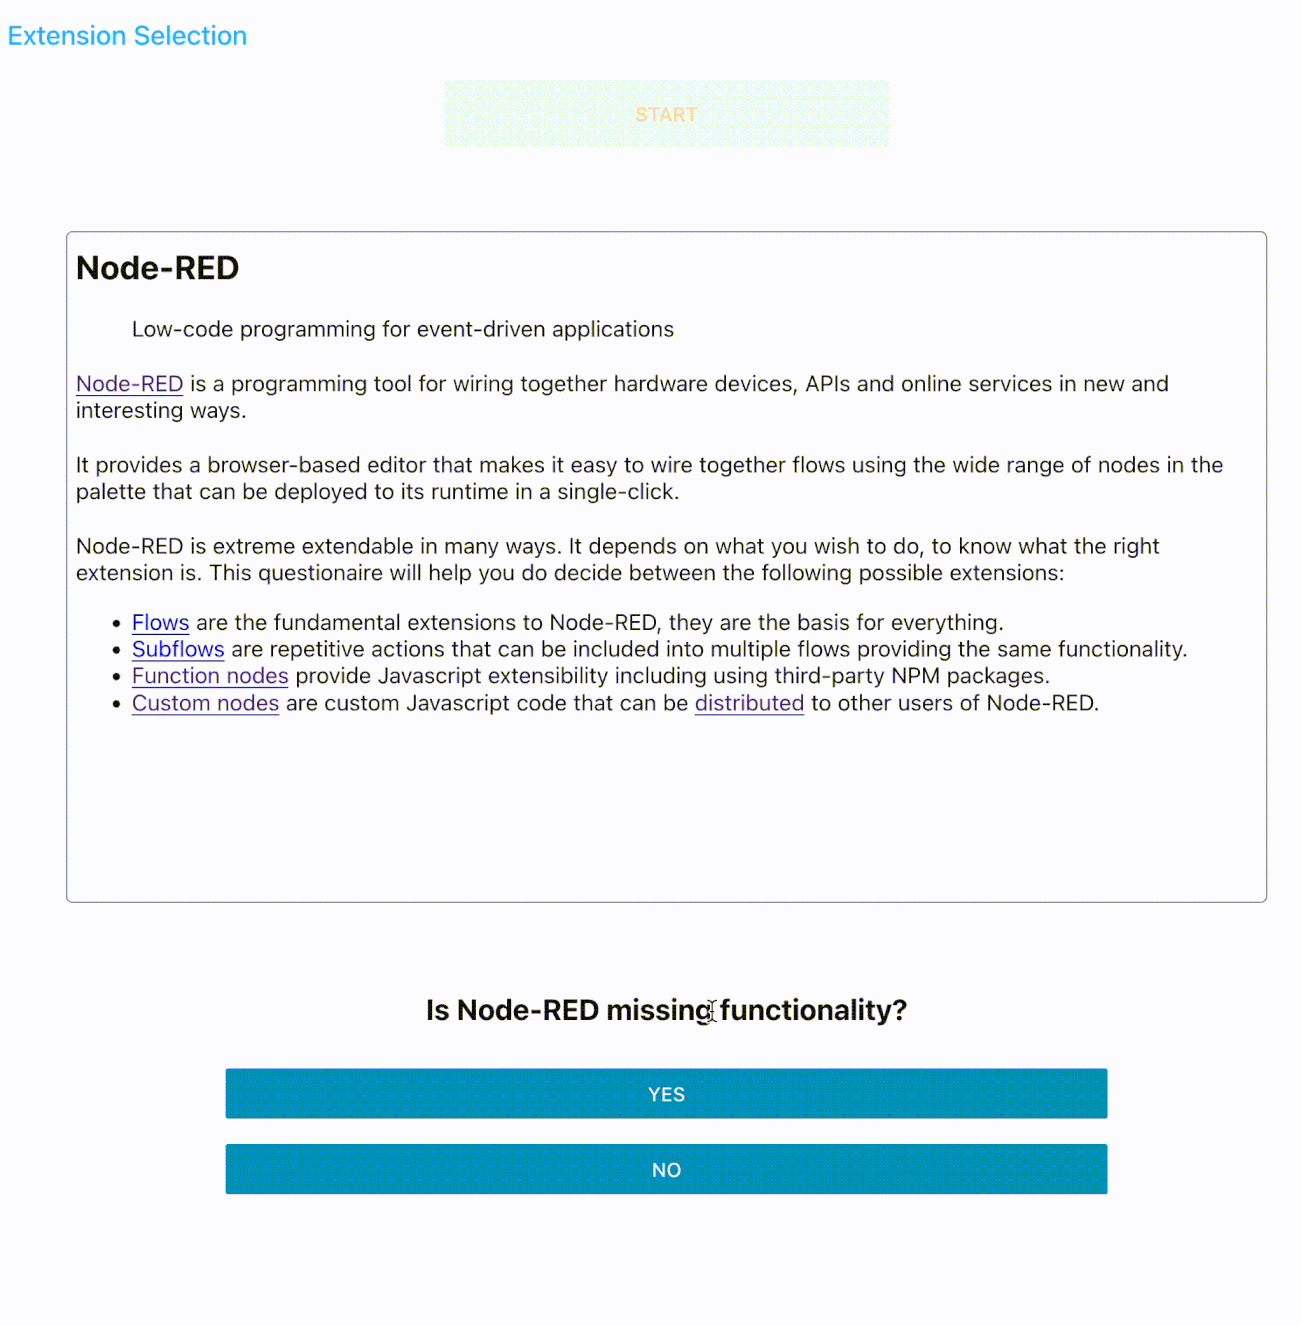 Extension Selection
START
Node-RED
Low-code programming for event-driven applications
Node-RED is a programming tool for wiring together hardware devices, APIs and online services in new and
interesting ways.
It provides a browser-based editor that makes it easy to wire together flows using the wide range of nodes in the
palette that can be deployed to its runtime in a single-click.
Node-RED is extreme extendable in many ways. It depends on what you wish to do, to know what the right
extension is. This questionaire will help you do decide between the following possible extensions:
• Flows are the fundamental extensions to Node-RED, they are the basis for everything.
• Subflows are repetitive actions that can be included into multiple flows providing the same functionality.
• Function nodes provide Javascript extensibility including using third-party NPM packages.
• Custom nodes are custom Javascript code that can be distributed to other users of Node-RED.
Is Node-RED missing functionality?
YES
NO